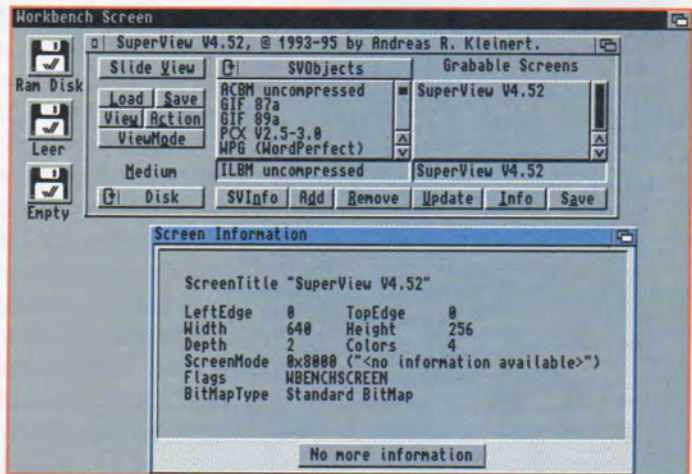 Workbench Screen
SuperView V4.52, © 1993-95 by Andreas R. Kleinert.
Ram Disk
Leer
Empty
Slide View
Load Save
View Action
ViewMode
Medium
Disk
SVObjects
ACBM uncompressed
GIF 87a
GIF 89a
PCX V2.5-3.0
WPG (WordPerfect)
ILBM uncompressed
Grabable Screens
SuperView V4.52
SuperView V4.52
SVInfo Add Remove Update Info Save
Screen Information
ScreenTitle "SuperView V4.52"
LeftEdge 0 TopEdge 0
Width 640 Height 256
Depth 2 Colors 4
ScreenMode 0x8000 ("<no information available>")
Flags WBENCHSCREEN
BitMapType Standard BitMap
No more information